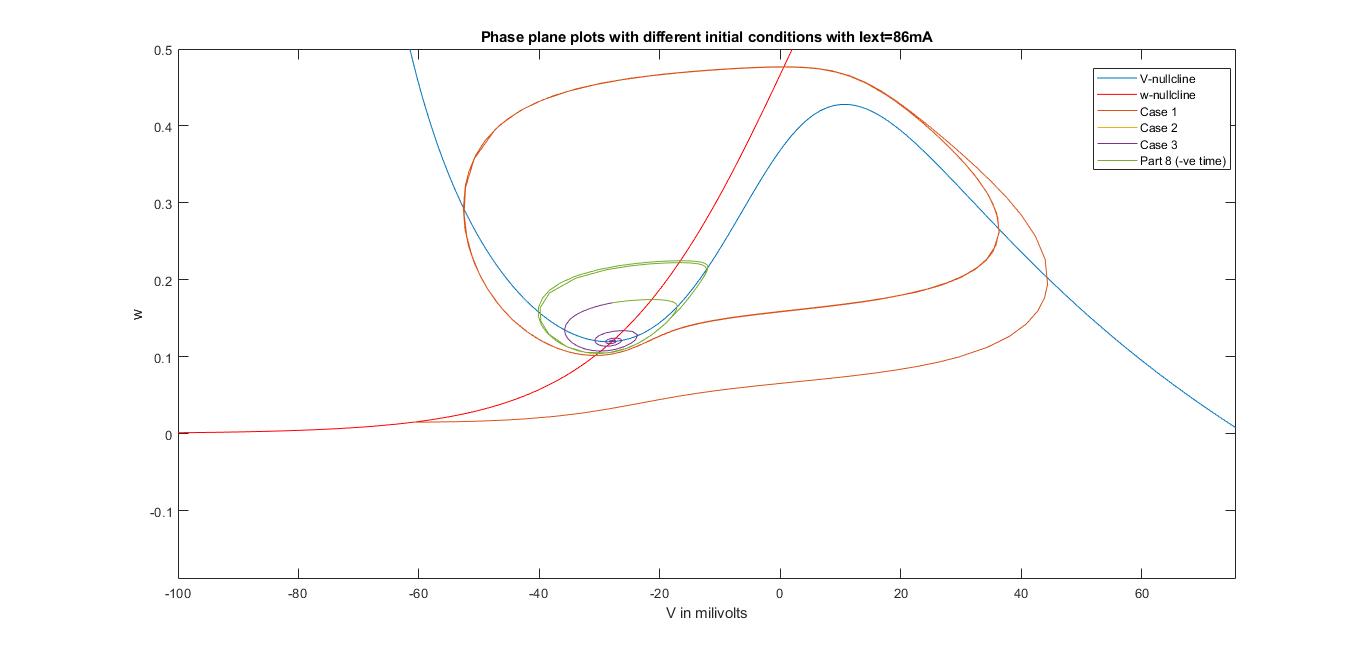 Phase plane plots with different initial conditions with Iext=86mA
0.5
0.4
0.3
0.2
0.1
0
-0.1
w
-100
-80
-60
-40
-20
0
20
40
60
V in milivolts
V-nullcline
w-nullcline
Case 1
Case 2
Case 3
Part 8 (-ve time)